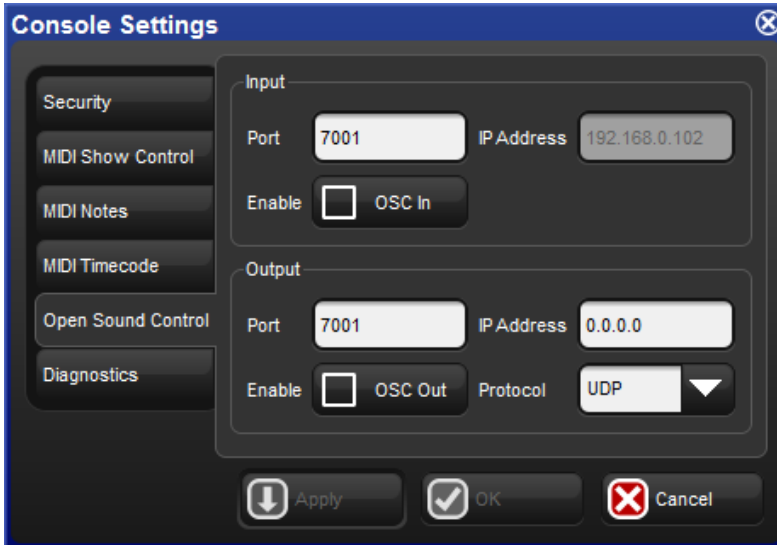 Console Settings
Security
MIDI Show Control
MIDI Notes
MIDI Timecode
Open Sound Control
Diagnostics
Input
Port 7001 IP Address 192.168.0.102
Enable OSC In
Output
Port 7001 IP Address 0.0.0.0
Enable OSC Out Protocol UDP
Apply OK Cancel